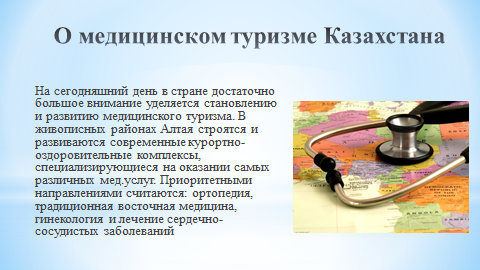 О медицинском туризме Казахстана
На сегодняшний день в стране достаточно
большое внимание уделяется становлению
и развитию медицинского туризма. В
живописных районах Алтая строятся и
развиваются современные курортно-
оздоровительные комплексы,
специализирующиеся на оказании самых
различных мед.услуг. Приоритетными
направлениями считаются: ортопедия,
традиционная восточная медицина,
гинекология и лечение сердечно-
сосудистых заболеваний